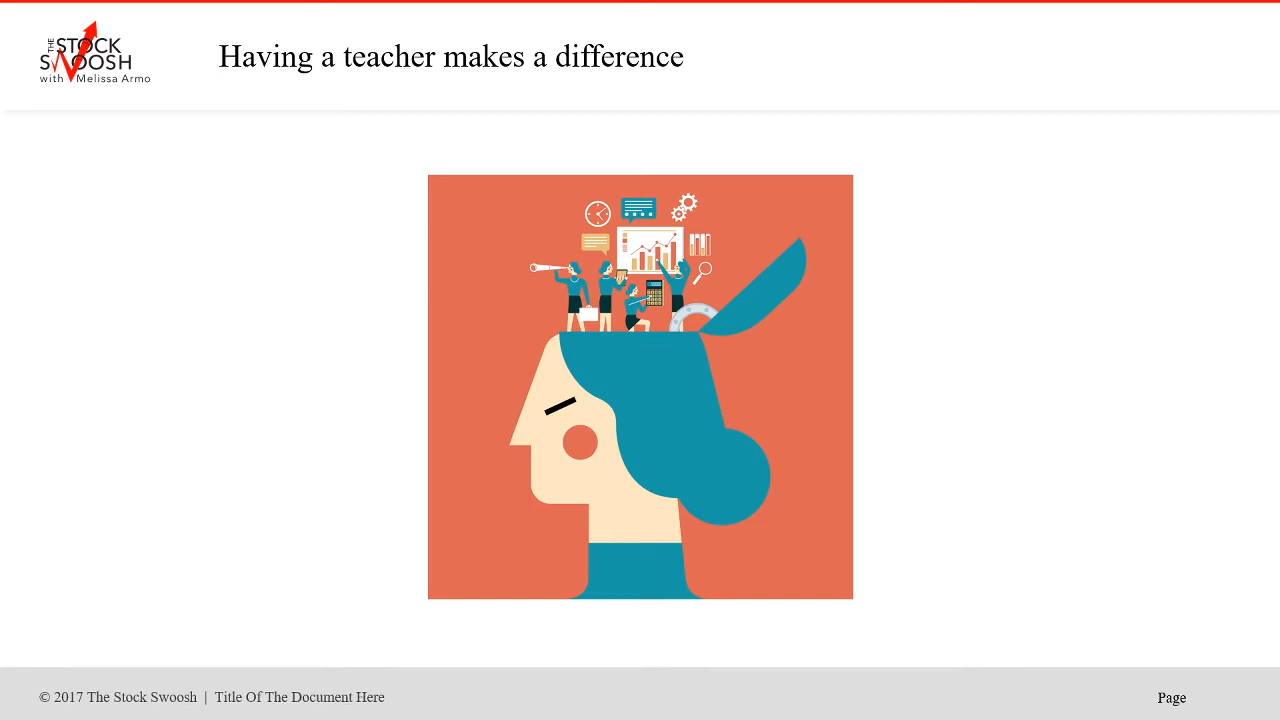 THE STOCK
SWOOSH
with Melissa Armo
Having a teacher makes a difference
© 2017 The Stock Swoosh | Title Of The Document Here
Page